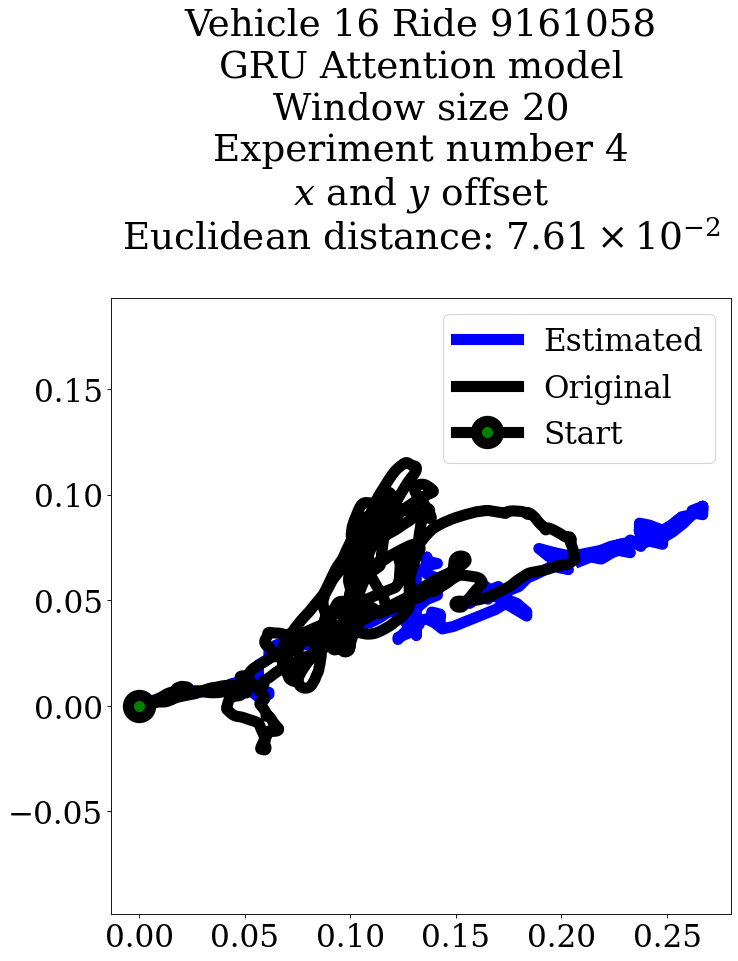 Vehicle 16 Ride 9161058
GRU Attention model
Window size 20
Experiment number 4
x and y offset
Euclidean distance: 7.61 × 10⁻²
Estimated
Original
Start
0.15
0.10
0.05
0.00
−0.05
0.00 0.05 0.10 0.15 0.20 0.25